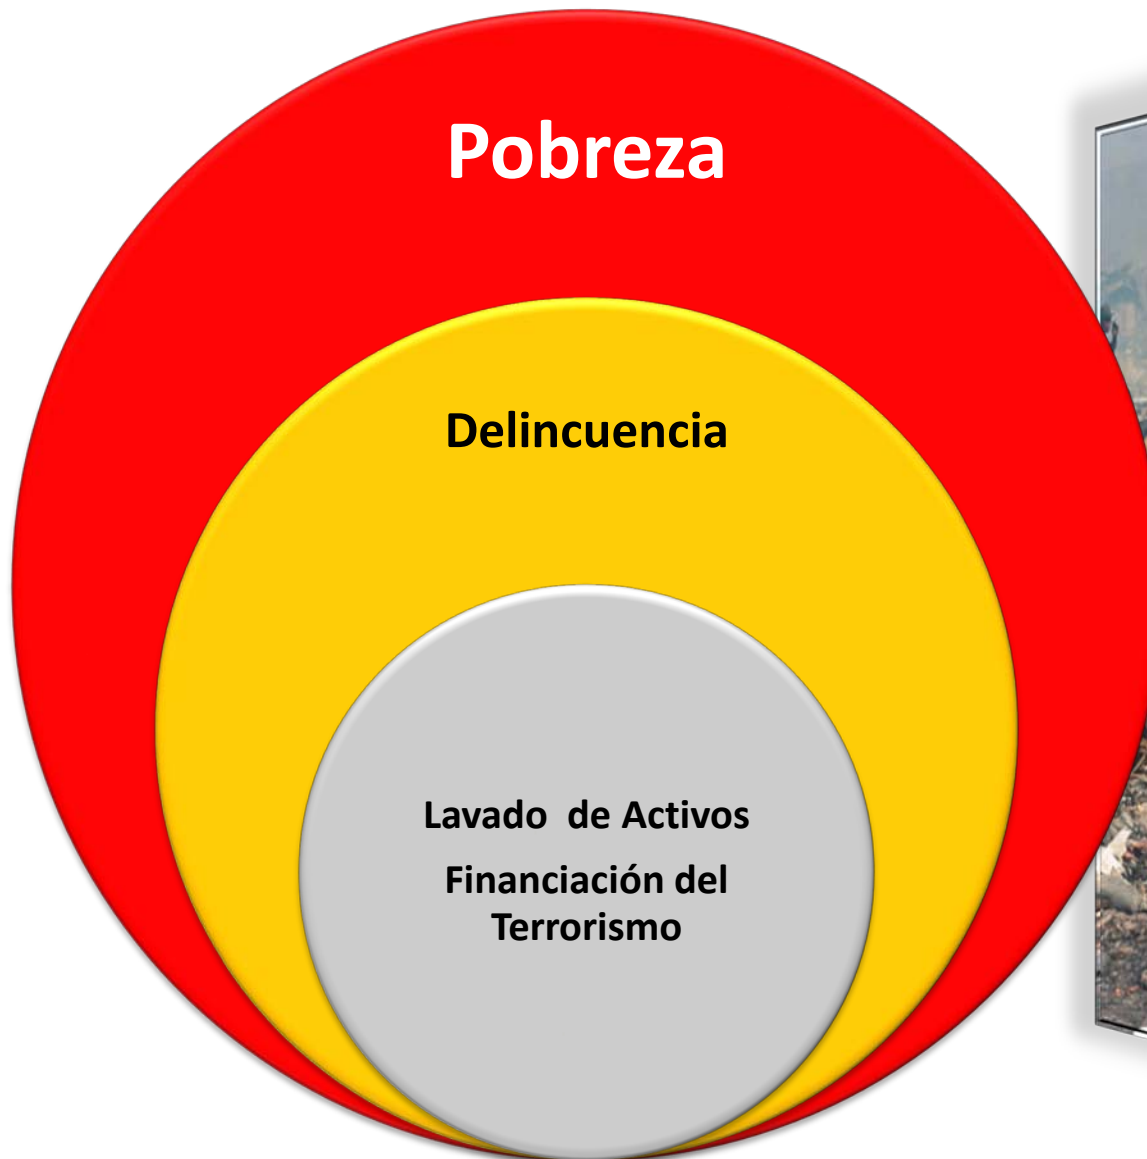 Pobreza
Delincuencia
Lavado de Activos
Financiación del
Terrorismo